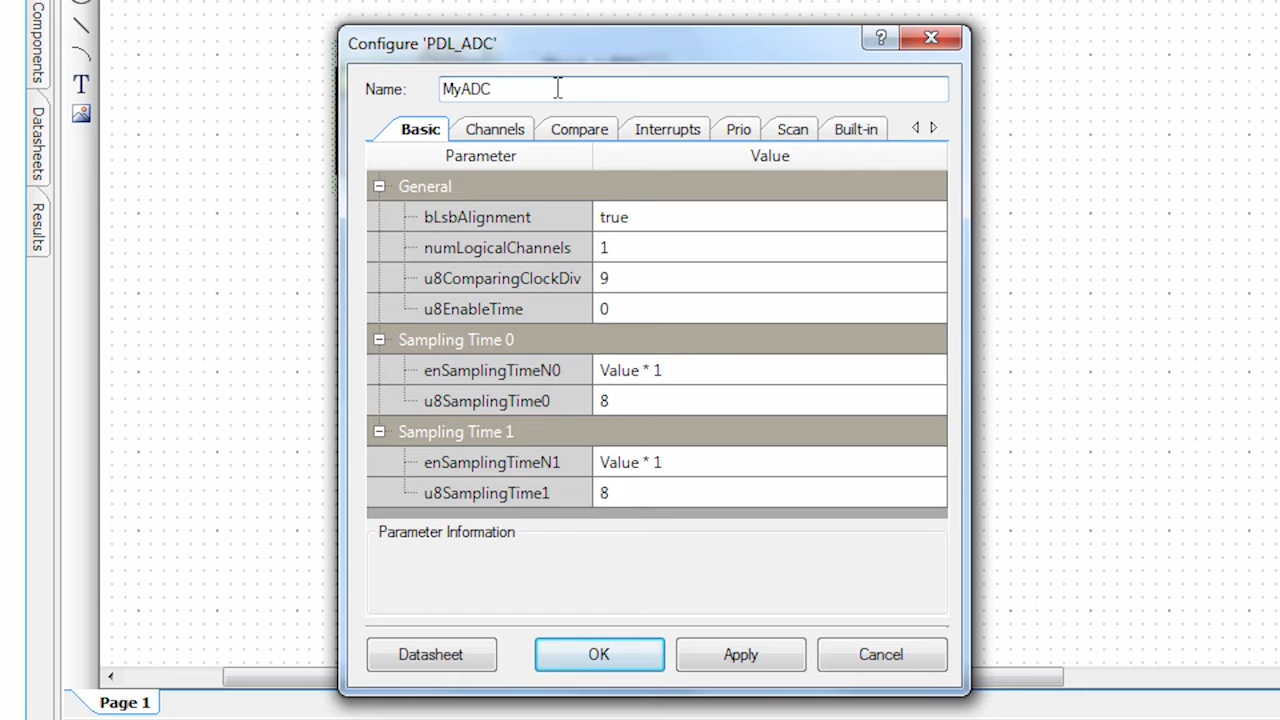 Configure 'PDL_ADC'
?
Name: MyADC
Basic Channels Compare Interrupts Prio Scan Built-in
Parameter Value
General
bLsbAlignment true
numLogicalChannels 1
u8ComparingClockDiv 9
u8EnableTime 0
Sampling Time 0
enSamplingTimeN0 Value * 1
u8SamplingTime0 8
Sampling Time 1
enSamplingTimeN1 Value * 1
u8SamplingTime1 8
Parameter Information
Datasheet OK Apply Cancel
Components
Datasheets
Results
T
Page 1